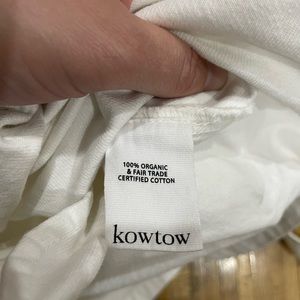 100% ORGANIC
& FAIR TRADE
CERTIFIED COTTON
kowtow